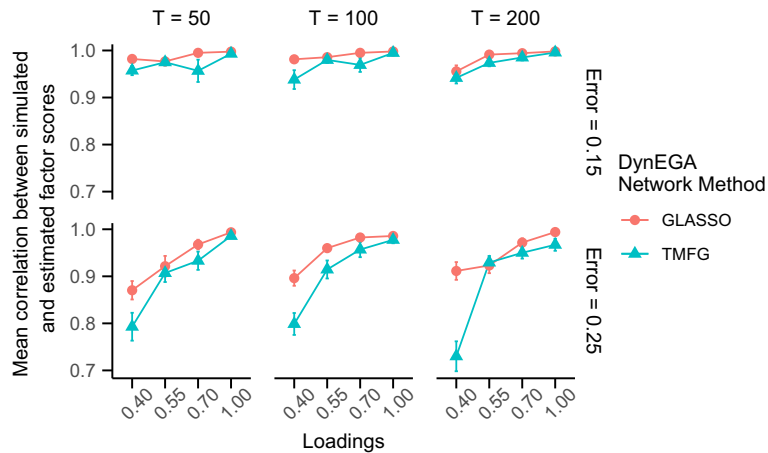 T = 50
T = 100
T = 200
Mean correlation between simulated
and estimated factor scores
1.0
0.9
0.8
0.7
Error = 0.15
1.0
0.9
0.8
0.7
Error = 0.25
DynEGA
Network Method
GLASSO
TMFG
0.40 0.55 0.70 1.00
0.40 0.55 0.70 1.00
0.40 0.55 0.70 1.00
Loadings